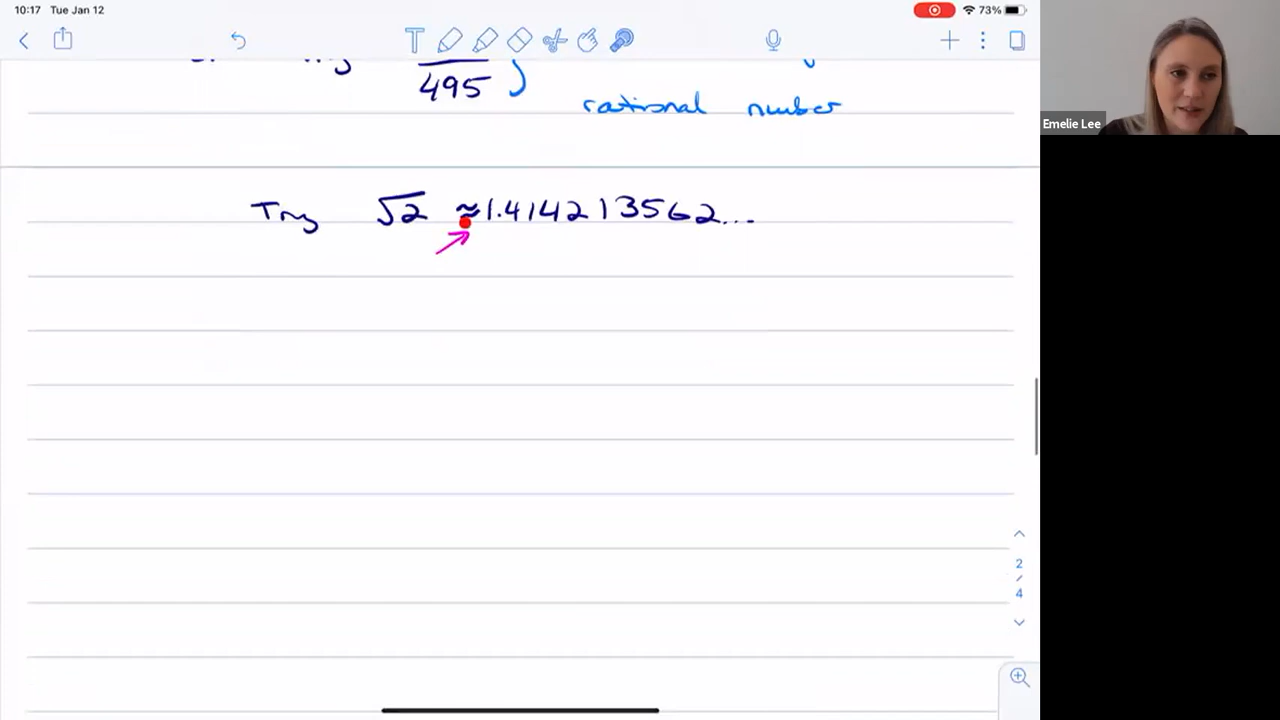 10:17 Tue Jan 12
73%
T
495
rational number
Emelie Lee
Try √2 ≈ 1.414213562...
2
/
4